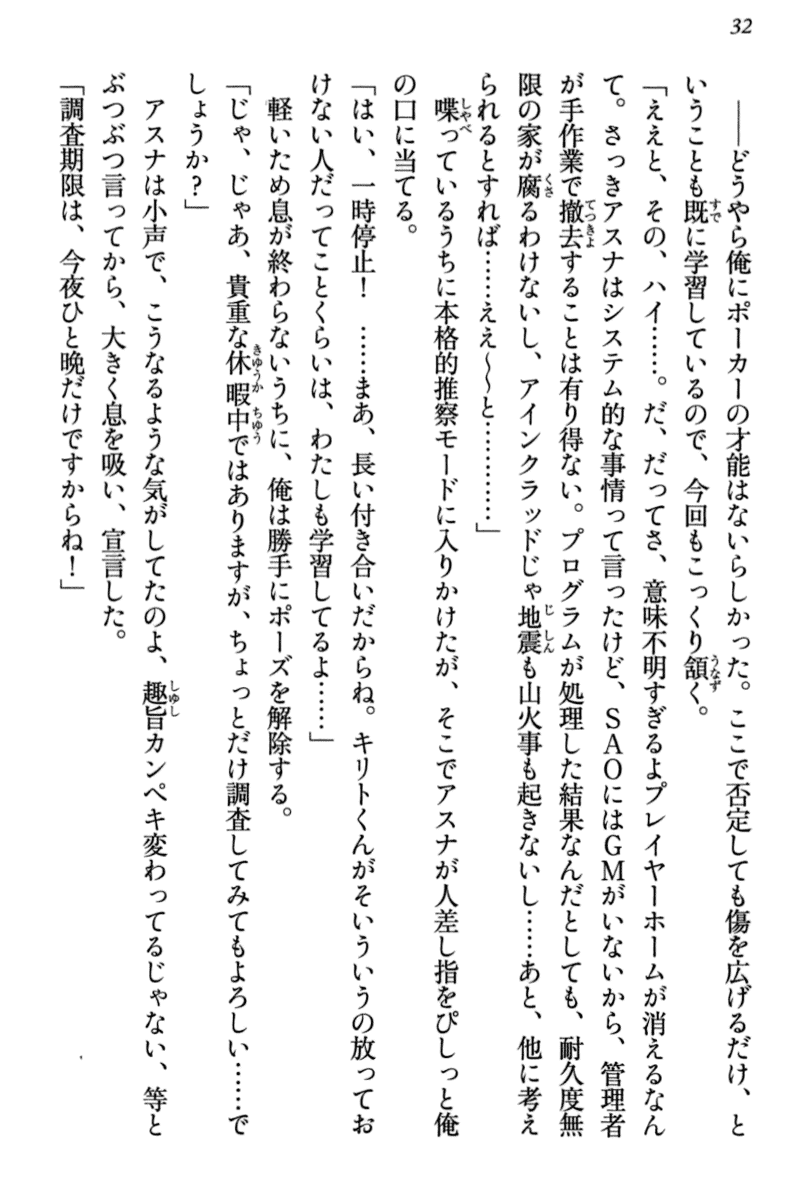 32
――どうやら俺にポーカーの才能はないらしかった。ここで否定しても傷を広げるだけ、と
いうことも既に学習しているので、今回もこっくり頷く。
「ええと、その、ハイ……。だ、だってさ、意味不明すぎるよプレイヤーホームが消えるなん
て。さっきアスナはシステム的な事情って言ったけど、SAOにはGMがいないから、管理者
が手作業で撤去することは有り得ない。プログラムが処理した結果なんだとしても、耐久度無
限の家が腐るわけないし、アインクラッドじゃ地震も山火事も起きないし……あと、他に考え
られるとすれば……ええ～～と…………」
喋っているうちに本格的推察モードに入りかけたが、そこでアスナが人差し指をぴしっと俺
の口に当てる。
「はい、一時停止！　……まあ、長い付き合いだからね。キリトくんがそいういうの放ってお
けない人だってことくらいは、わたしも学習してるよ……」
軽いため息が終わらないうちに、俺は勝手にポーズを解除する。
「じゃ、じゃあ、貴重な休暇中ではありますが、ちょっとだけ調査してみてもよろしい……で
しょうか？」
アスナは小声で、こうなるような気がしてたのよ、趣旨カンペキ変わってるじゃない、等と
ぶつぶつ言ってから、大きく息を吸い、宣言した。
「調査期限は、今夜ひと晩だけですからね！」